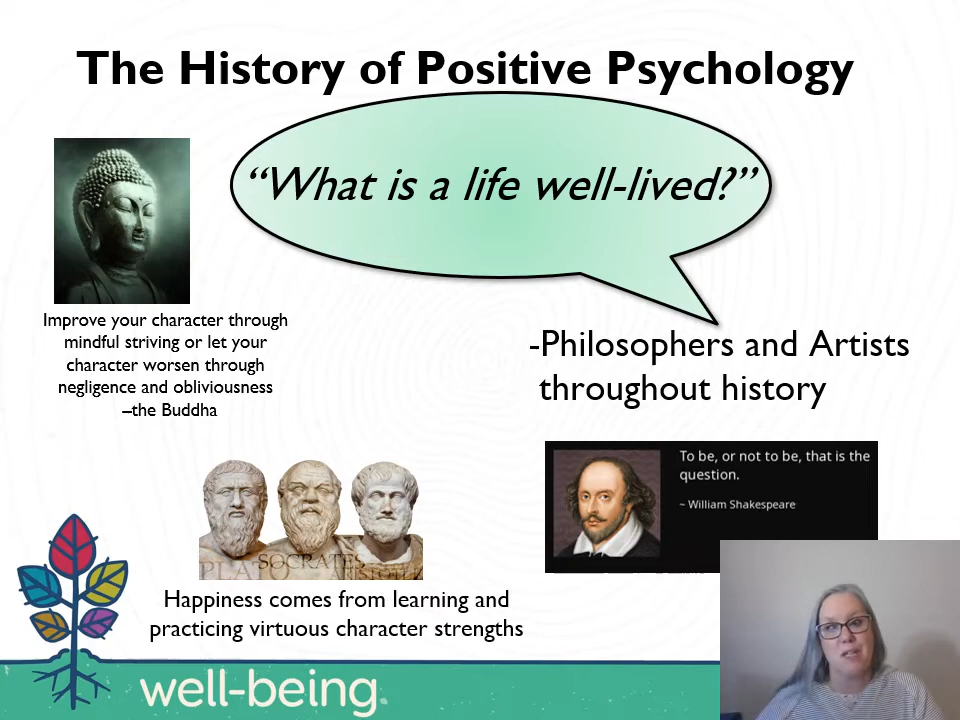 The History of Positive Psychology
“What is a life well-lived?”
Improve your character through
mindful striving or let your
character worsen through
negligence and obliviousness
–the Buddha
-Philosophers and Artists
throughout history
To be, or not to be, that is the
question.
~ William Shakespeare
PLATO SOCRATES
Happiness comes from learning and
practicing virtuous character strengths
well-being